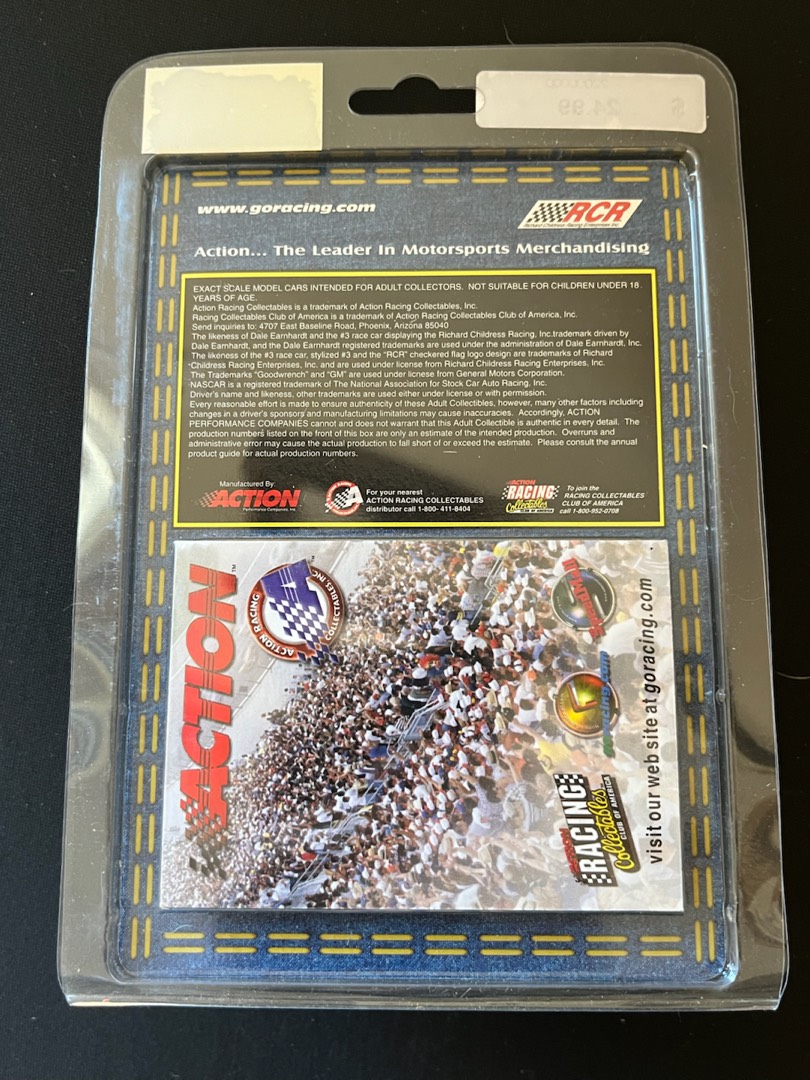 $ 24.99
www.goracing.com
RCR
Richard Childress Racing Enterprises Inc.
Action... The Leader In Motorsports Merchandising
EXACT SCALE MODEL CARS INTENDED FOR ADULT COLLECTORS. NOT SUITABLE FOR CHILDREN UNDER 18
YEARS OF AGE.
Action Racing Collectables is a trademark of Action Racing Collectables, Inc.
Racing Collectables Club of America is a trademark of Action Racing Collectables Club of America, Inc.
Send inquiries to: 4707 East Baseline Road, Phoenix, Arizona 85040
The likeness of Dale Earnhardt and the #3 race car displaying the Richard Childress Racing, Inc.trademark driven by
Dale Earnhardt, and the Dale Earnhardt registered trademarks are used under the administration of Dale Earnhardt, Inc.
The likeness of the #3 race car, stylized #3 and the "RCR" checkered flag logo design are trademarks of Richard
Childress Racing Enterprises, Inc. and are used under license from Richard Childress Racing Enterprises, Inc.
The Trademarks "Goodwrench" and "GM" are used under licnese from General Motors Corporation.
NASCAR is a registered trademark of The National Association for Stock Car Auto Racing, Inc.
Driver's name and likeness, other trademarks are used either under license or with permission.
Every reasonable effort is made to ensure authenticity of these Adult Collectibles, however, many other factors including
changes in a driver's sponsors and manufacturing limitations may cause inaccuracies. Accordingly, ACTION
PERFORMANCE COMPANIES cannot and does not warrant that this Adult Collectible is authentic in every detail. The
production numbers listed on the front of this box are only an estimate of the intended production. Overruns and
administrative error may cause the actual production to fall short of or exceed the estimate. Please consult the annual
product guide for actual production numbers.
Manufactured By:
ACTION
Performance Companies, Inc.
For your nearest
ACTION RACING COLLECTABLES
distributor call 1-800- 411-8404
ACTION
RACING
Collectables
CLUB OF AMERICA
To join the
RACING COLLECTABLES
CLUB OF AMERICA
call 1-800-952-0708
ACTION™
ACTION RACING
COLLECTABLES, INC.
™
goracing.com
ACTION
RACING
Collectables
CLUB OF AMERICA
visit our web site at goracing.com